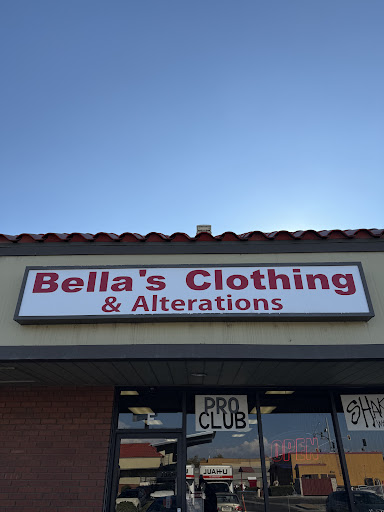 Bella's Clothing
& Alterations
PRO
CLUB
OPEN